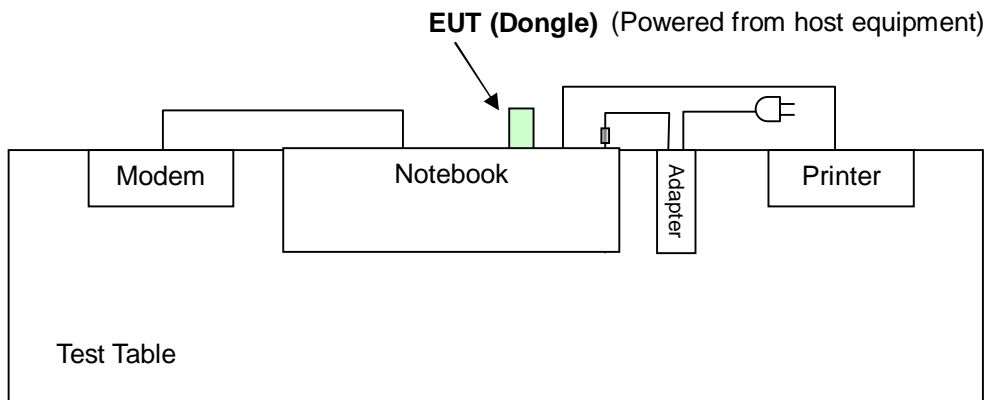 EUT (Dongle) (Powered from host equipment)
Modem
Notebook
Adapter
Printer
Test Table